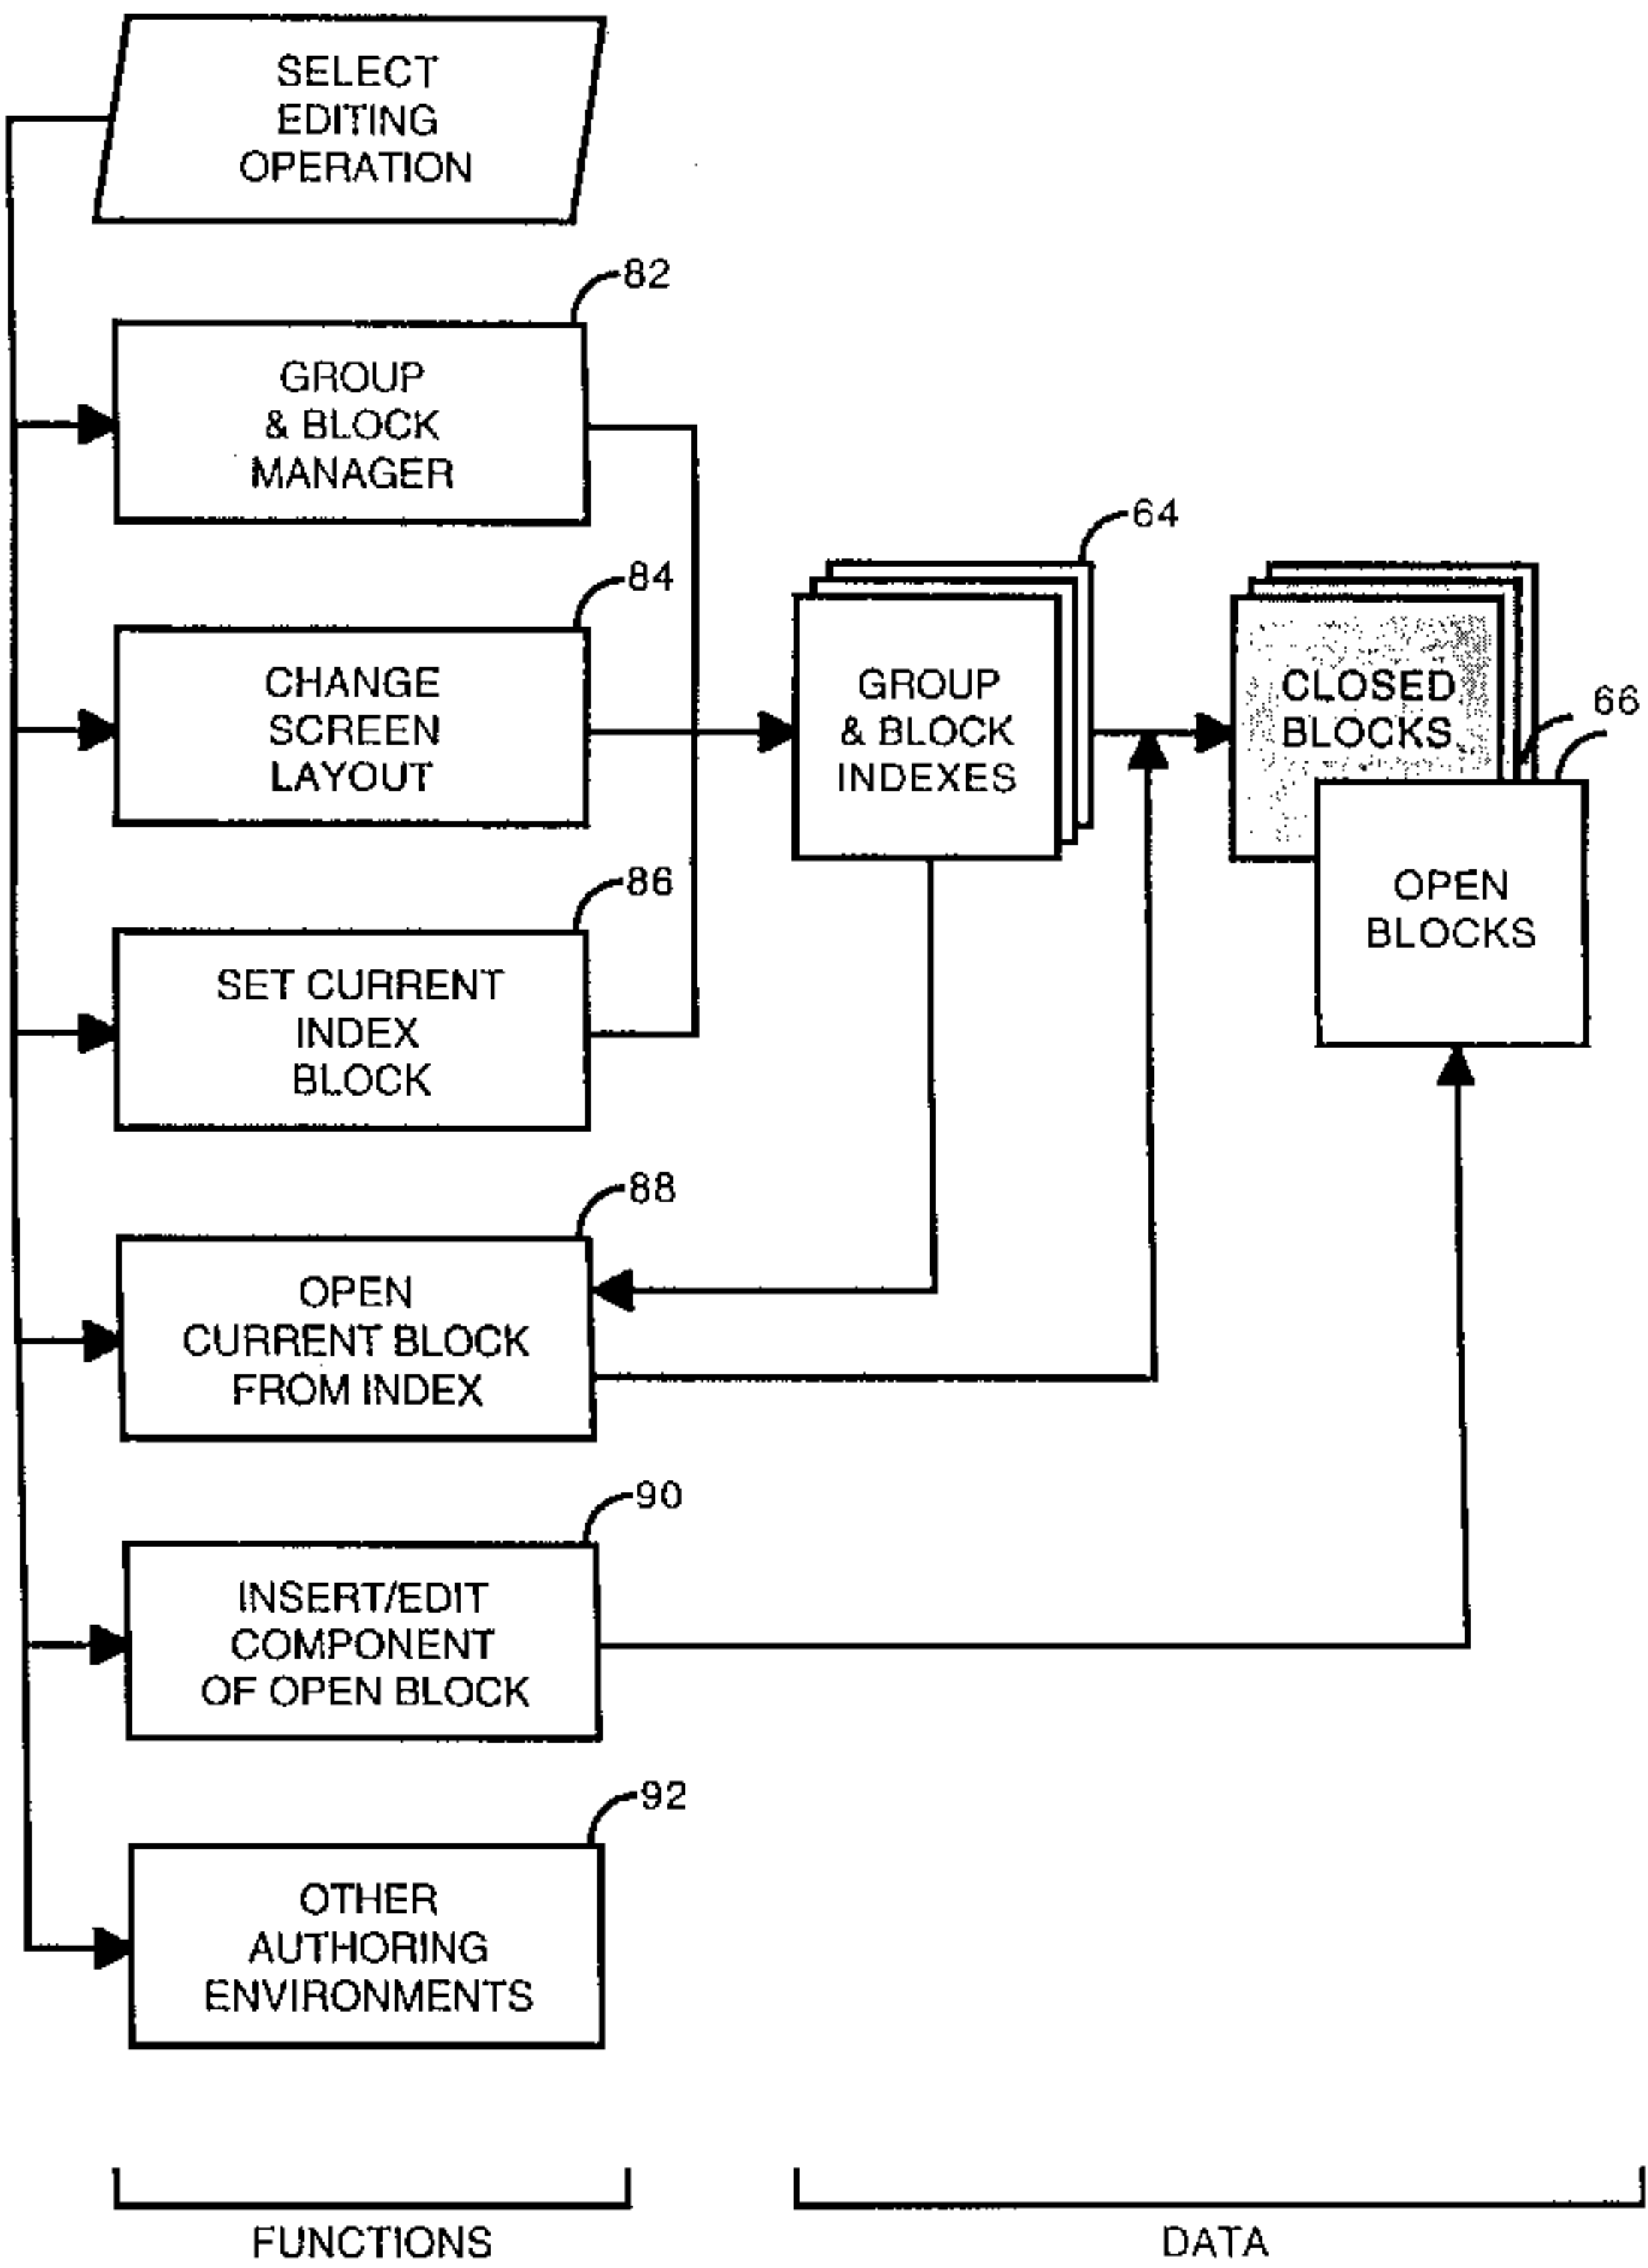 SELECT
EDITING
OPERATION
82
GROUP
& BLOCK
MANAGER
84
CHANGE
SCREEN
LAYOUT
86
SET CURRENT
INDEX
BLOCK
88
OPEN
CURRENT BLOCK
FROM INDEX
90
INSERT/EDIT
COMPONENT
OF OPEN BLOCK
92
OTHER
AUTHORING
ENVIRONMENTS
64
GROUP
& BLOCK
INDEXES
CLOSED
BLOCKS
66
OPEN
BLOCKS
FUNCTIONS
DATA